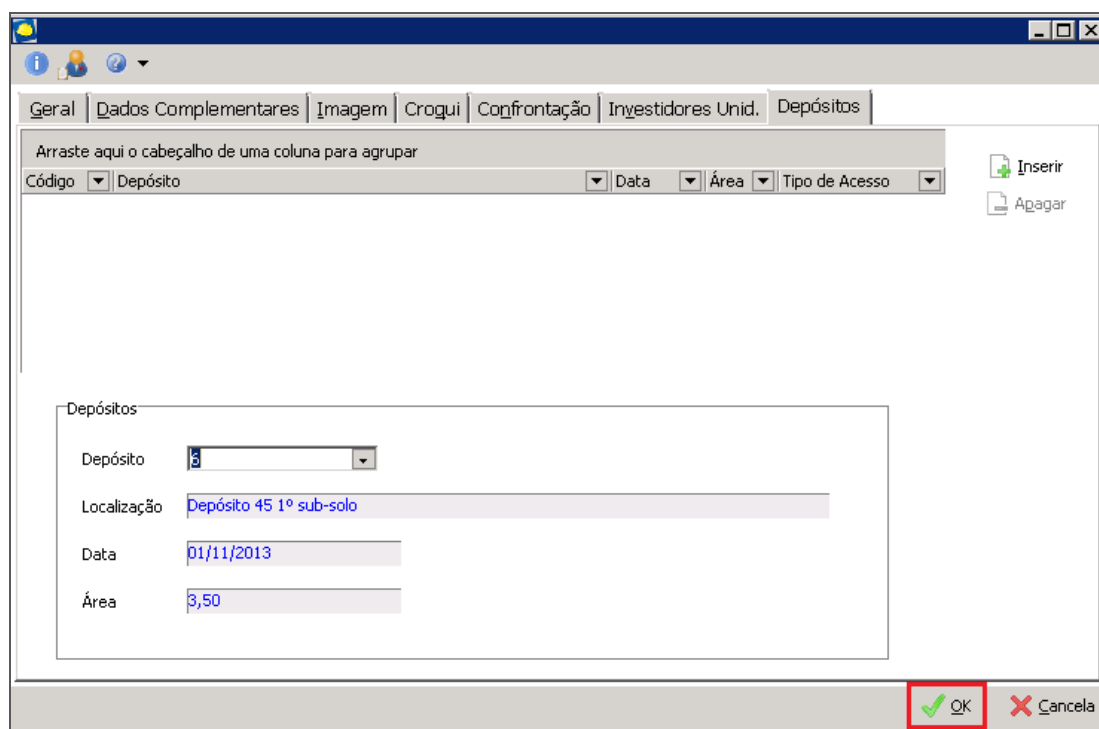 Geral Dados Complementares Imagem Croqui Confrontação Investidores Unid. Depósitos
Arraste aqui o cabeçalho de uma coluna para agrupar
Código Depósito Data Área Tipo de Acesso
Inserir
Apagar
Depósitos
Depósito 6
Localização Depósito 45 1º sub-solo
Data 01/11/2013
Área 3,50
OK Cancela